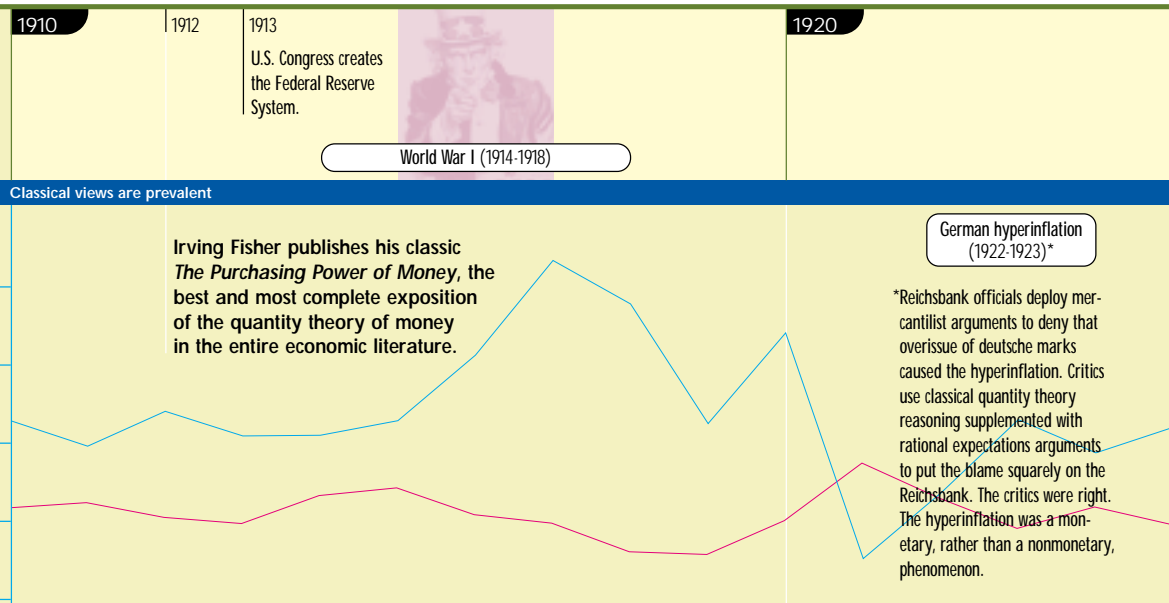 1910
1912
1913
1920
U.S. Congress creates
the Federal Reserve
System.
World War I (1914-1918)
Classical views are prevalent
Irving Fisher publishes his classic
The Purchasing Power of Money, the
best and most complete exposition
of the quantity theory of money
in the entire economic literature.
German hyperinflation
(1922-1923)*
*Reichsbank officials deploy mer-
cantilist arguments to deny that
overissue of deutsche marks
caused the hyperinflation. Critics
use classical quantity theory
reasoning supplemented with
rational expectations arguments
to put the blame squarely on the
Reichsbank. The critics were right.
The hyperinflation was a mon-
etary, rather than a nonmonetary,
phenomenon.